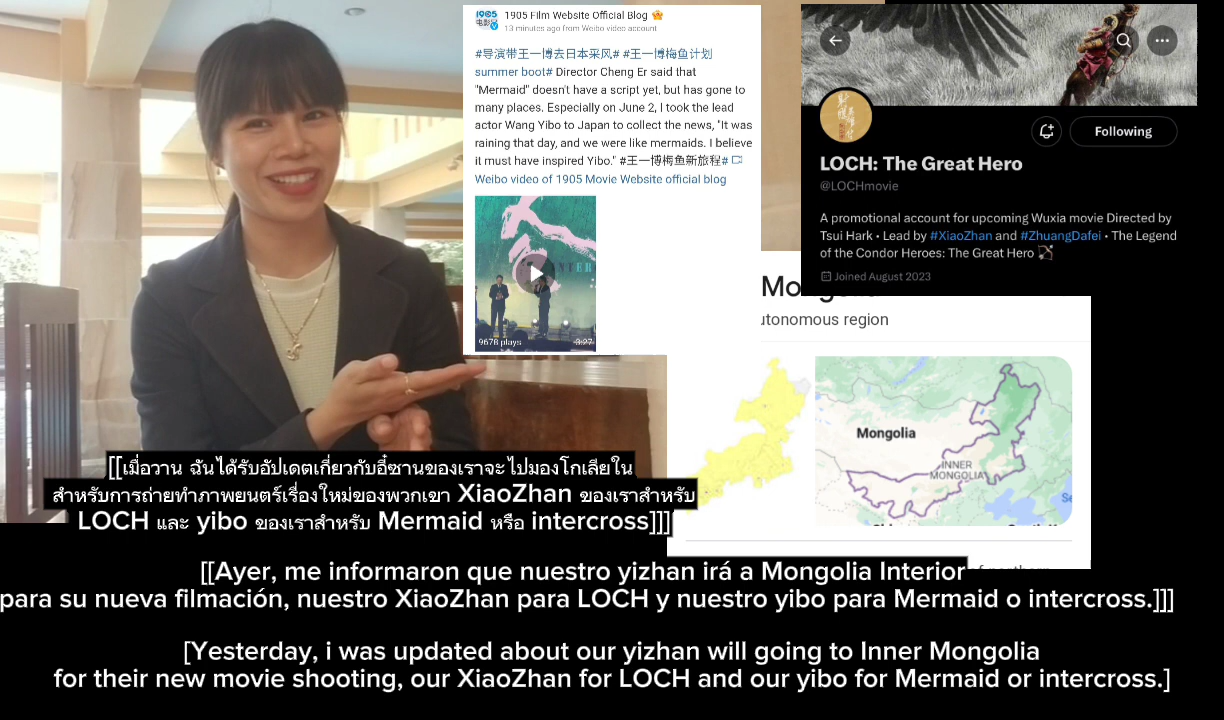 1905 Film Website Official Blog
13 minutes ago from Weibo video account
#导演带王一博去日本采风# #王一博梅鱼计划
summer boot# Director Cheng Er said that
"Mermaid" doesn't have a script yet, but has gone to
many places. Especially on June 2, I took the lead
actor Wang Yibo to Japan to collect the news, "It was
raining that day, and we were like mermaids. I believe
it must have inspired Yibo." #王一博梅鱼新旅程#
Weibo video of 1905 Movie Website official blog
9678 plays
3:27
Following
LOCH: The Great Hero
@LOCHmovie
A promotional account for upcoming Wuxia movie Directed by
Tsui Hark • Lead by #XiaoZhan and #ZhuangDafei • The Legend
of the Condor Heroes: The Great Hero
Joined August 2023
utonomous region
Mongolia
INNER
MONGOLIA
[[เมื่อวาน ฉันได้รับอัปเดตเกี่ยวกับอี้ซานของเราจะไปมองโกเลียใน
สำหรับการถ่ายทำภาพยนตร์เรื่องใหม่ของพวกเขา XiaoZhan ของเราสำหรับ
LOCH และ yibo ของเราสำหรับ Mermaid หรือ intercross]]]
[[Ayer, me informaron que nuestro yizhan irá a Mongolia Interior
para su nueva filmación, nuestro XiaoZhan para LOCH y nuestro yibo para Mermaid o intercross.]]]
[Yesterday, i was updated about our yizhan will going to Inner Mongolia
for their new movie shooting, our XiaoZhan for LOCH and our yibo for Mermaid or intercross.]